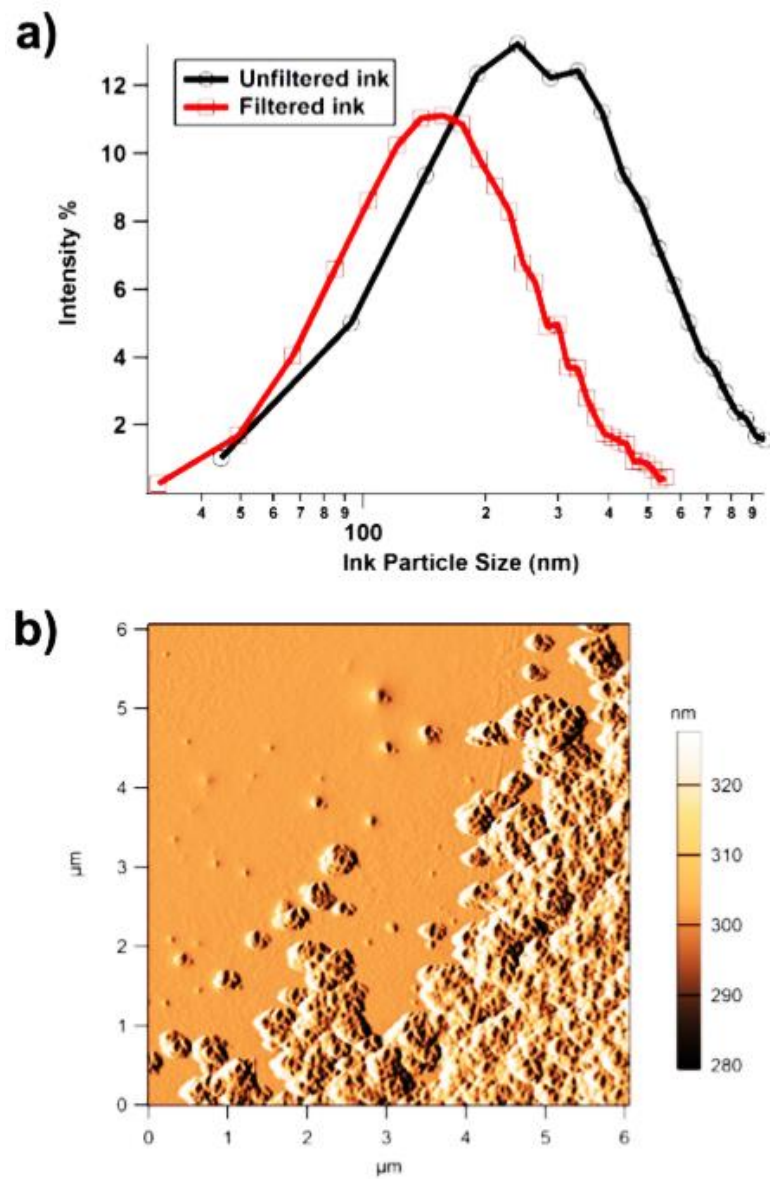 a)
Unfiltered ink
Filtered ink
12
10
8
6
4
2
Intensity %
4 5 6 7 8 9 100 2 3 4 5 6 7 8 9
Ink Particle Size (nm)
b)
6
5
4
3
2
1
0
µm
0 1 2 3 4 5 6
µm
nm
320
310
300
290
280